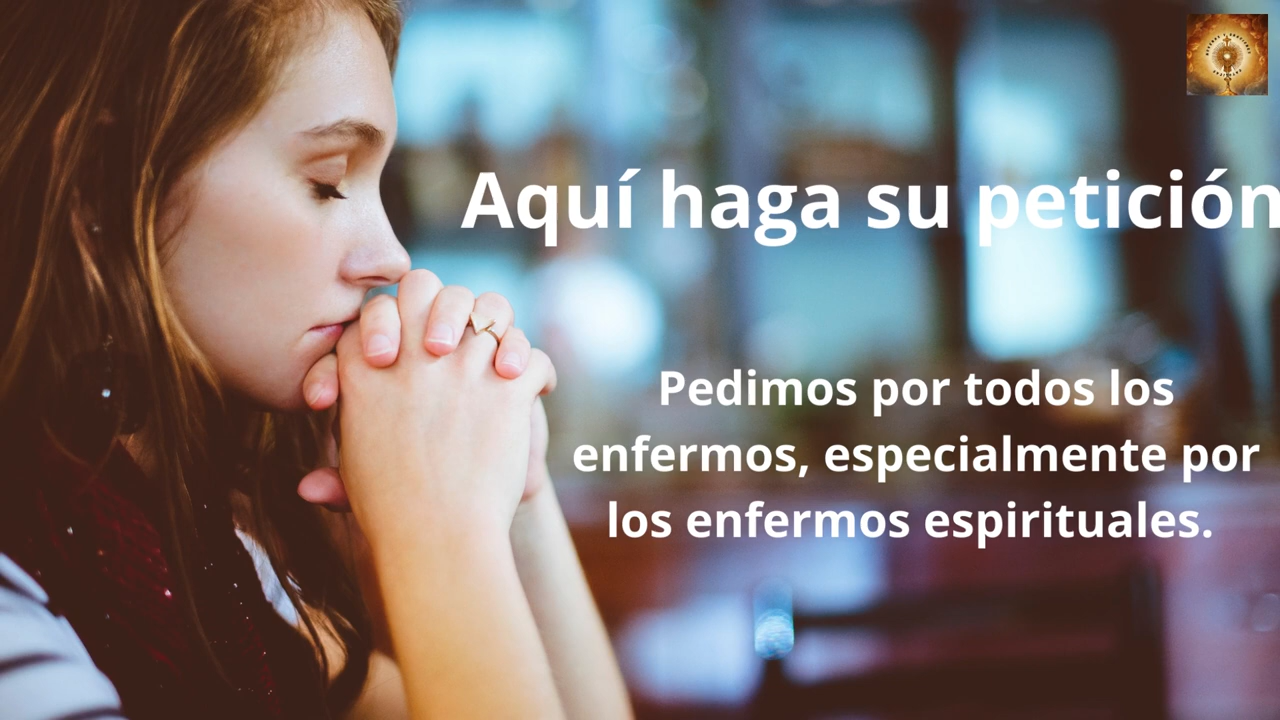 Aquí haga su petición
Pedimos por todos los
enfermos, especialmente por
los enfermos espirituales.